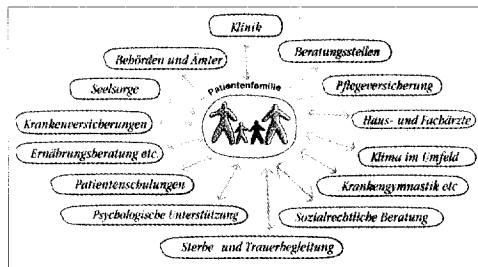 Klinik
Behörden und Ämter
Beratungsstellen
Seelsorge
Patientenfamilie
Pflegeversicherung
Krankenversicherungen
Haus- und Fachärzte
Ernährungsberatung etc.
Klima im Umfeld
Patientenschulungen
Krankengymnastik etc
Psychologische Unterstützung
Sozialrechtliche Beratung
Sterbe- und Trauerbegleitung